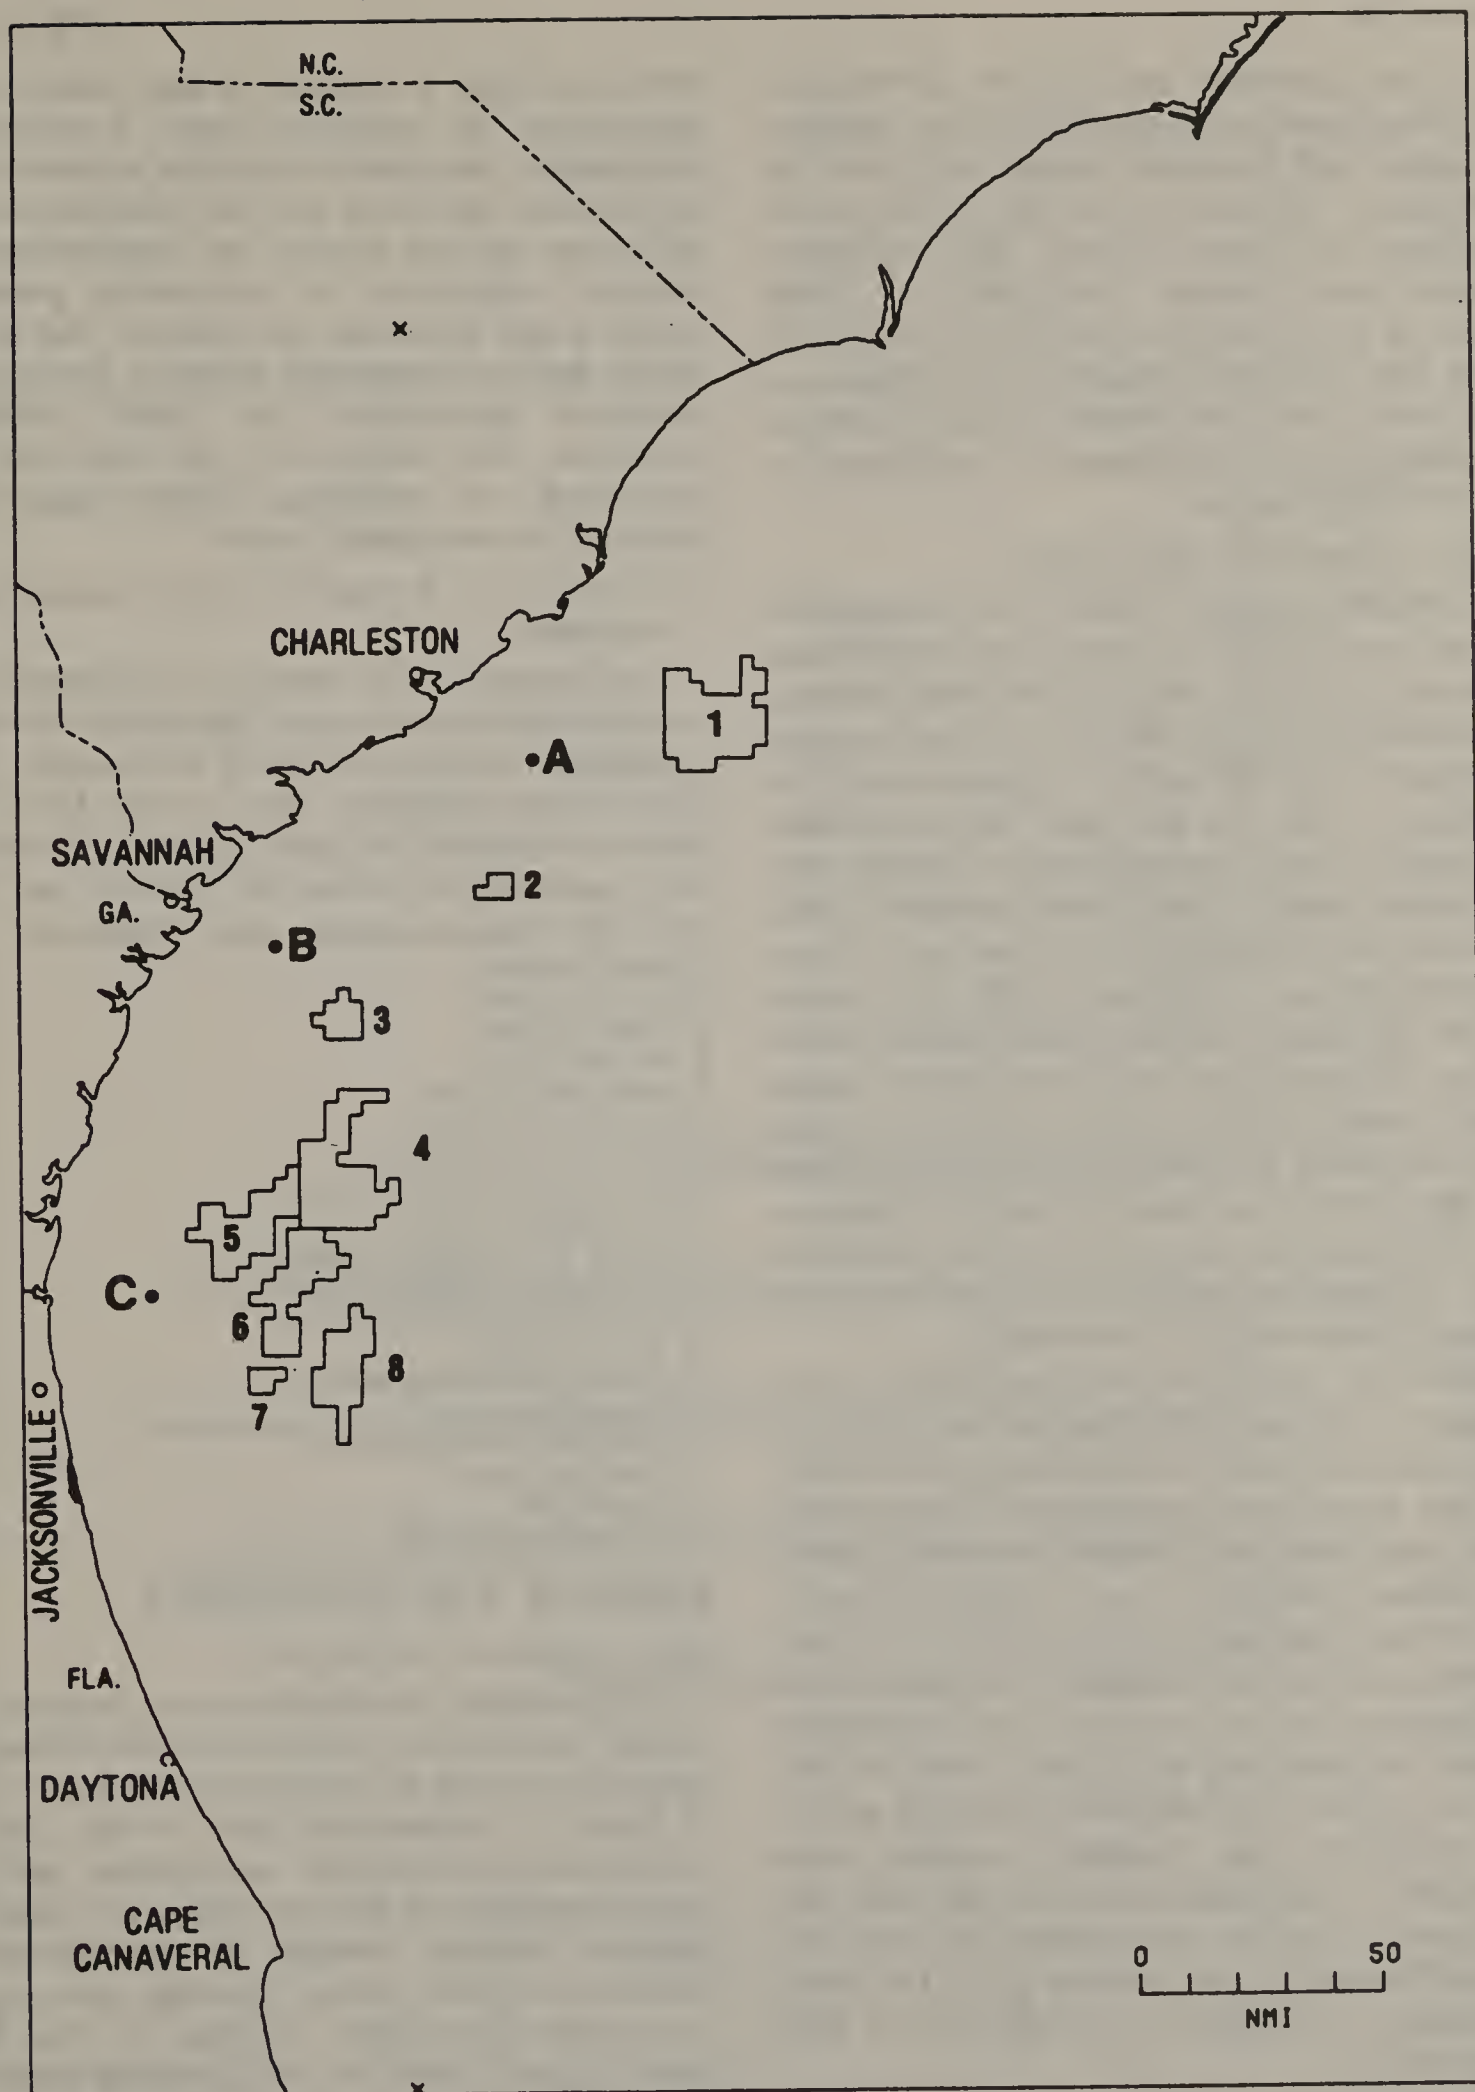 N.C.
S.C.
x
CHARLESTON
1
•A
SAVANNAH
2
GA.
•B
3
4
5
C•
6
8
7
JACKSONVILLE
FLA.
DAYTONA
CAPE
CANAVERAL
0 50
NMI
x